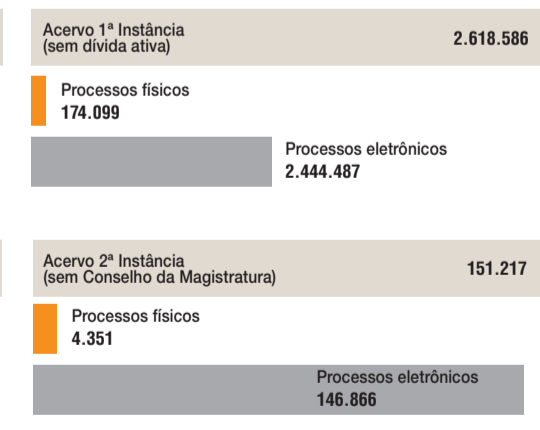 Acervo 1ª Instância
(sem dívida ativa)
2.618.586
Processos físicos
174.099
Processos eletrônicos
2.444.487
Acervo 2ª Instância
(sem Conselho da Magistratura)
151.217
Processos físicos
4.351
Processos eletrônicos
146.866